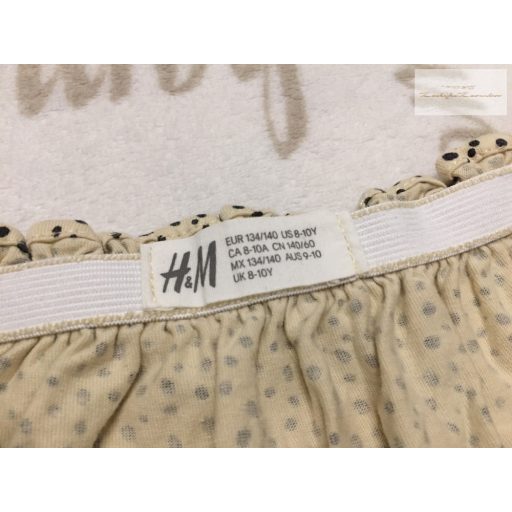 H&M
EUR 134/140 US 8-10Y
CA 8-10A CN 140/60
MX 134/140 AUS 9-10
UK 8-10Y